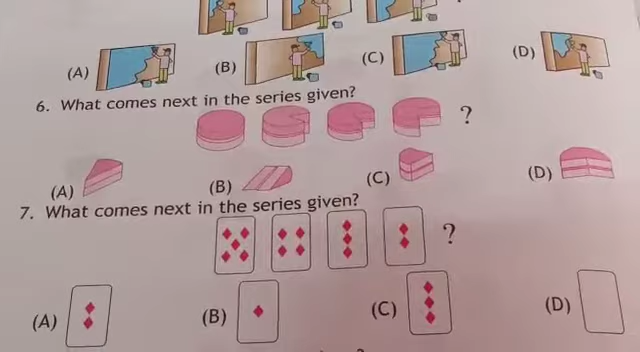 ?
(A) (B) (C) (D)
6. What comes next in the series given?
?
(A) (B) (C) (D)
7. What comes next in the series given?
?
(A) (B) (C) (D)